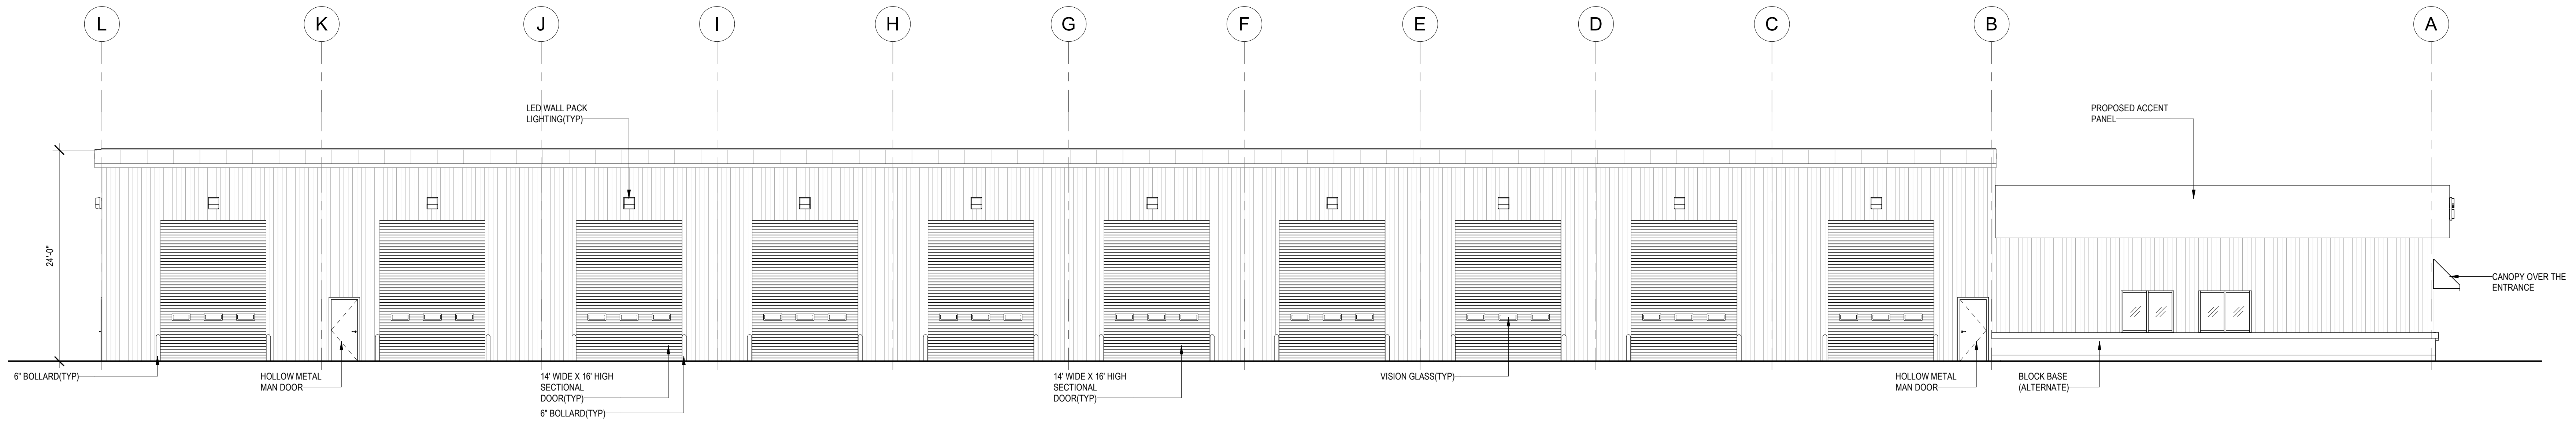 L
K
J
I
H
G
F
E
D
C
B
A
LED WALL PACK
LIGHTING(TYP)
PROPOSED ACCENT
PANEL
24'-0"
CANOPY OVER THE
ENTRANCE
6" BOLLARD(TYP)
HOLLOW METAL
MAN DOOR
14' WIDE X 16' HIGH
SECTIONAL
DOOR(TYP)
6" BOLLARD(TYP)
14' WIDE X 16' HIGH
SECTIONAL
DOOR(TYP)
VISION GLASS(TYP)
HOLLOW METAL
MAN DOOR
BLOCK BASE
(ALTERNATE)